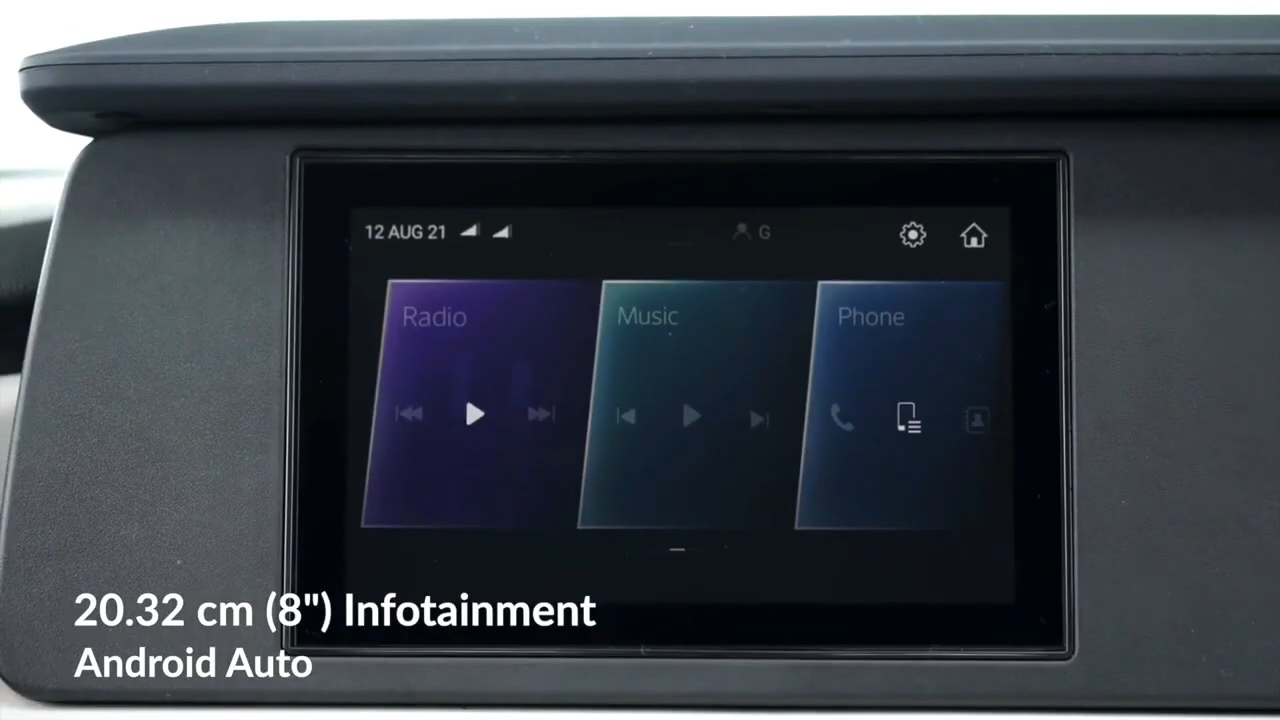 12 AUG 21
G
Radio
Music
Phone
20.32 cm (8") Infotainment
Android Auto